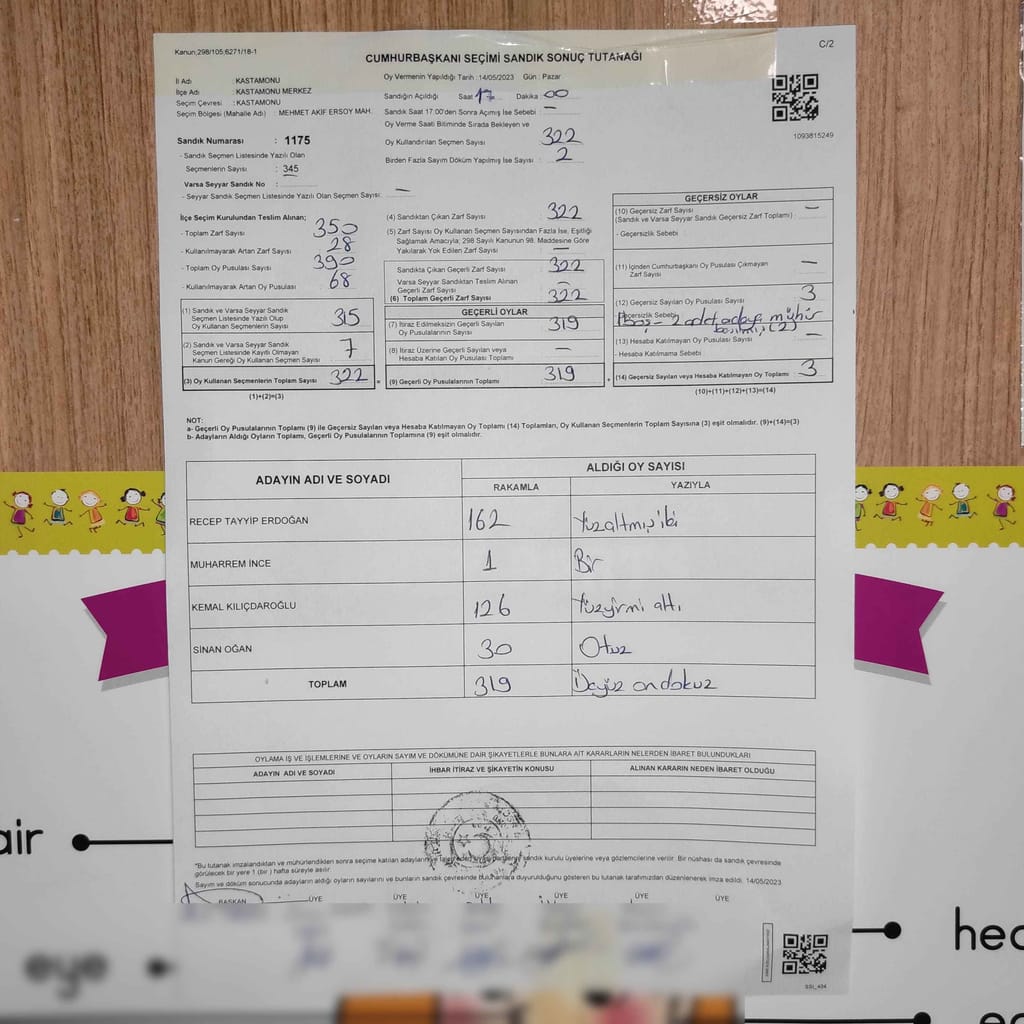 Kanun;298/105;6271/18-1
C/2
CUMHURBAŞKANI SEÇİMİ SANDIK SONUÇ TUTANAĞI
İl Adı : KASTAMONU
İlçe Adı : KASTAMONU MERKEZ
Seçim Çevresi : KASTAMONU
Seçim Bölgesi (Mahalle Adı) : MEHMET AKİF ERSOY MAH.
Oy Vermenin Yapıldığı Tarih : 14/05/2023 Gün : Pazar
Sandığın Açıldığı Saat 17 Dakika 00
Sandık Saat 17:00'den Sonra Açımış İse Sebebi : —
Oy Verme Saati Bitiminde Sırada Bekleyen ve
Oy Kullandırılan Seçmen Sayısı 322
Birden Fazla Sayım Döküm Yapılmış İse Sayısı : 2
1093815249
Sandık Numarası : 1175
- Sandık Seçmen Listesinde Yazılı Olan
Seçmenlerin Sayısı : 345
Varsa Seyyar Sandık No :
- Seyyar Sandık Seçmen Listesinde Yazılı Olan Seçmen Sayısı: —
İlçe Seçim Kurulundan Teslim Alınan;
- Toplam Zarf Sayısı 350
- Kullanılmayarak Artan Zarf Sayısı 28
- Toplam Oy Pusulası Sayısı 390
- Kullanılmayarak Artan Oy Pusulası 68
(1) Sandık ve Varsa Seyyar Sandık
Seçmen Listesinde Yazılı Olup
Oy Kullanan Seçmenlerin Sayısı 315
(2) Sandık ve Varsa Seyyar Sandık
Seçmen Listesinde Kayıtlı Olmayan
Kanun Gereği Oy Kullanan Seçmen Sayısı 7
(3) Oy Kullanan Seçmenlerin Toplam Sayısı 322
(1)+(2)=(3)
(4) Sandıktan Çıkan Zarf Sayısı 322
(5) Zarf Sayısı Oy Kullanan Seçmen Sayısından Fazla İse, Eşitliği
Sağlamak Amacıyla; 298 Sayılı Kanunun 98. Maddesine Göre
Yakılarak Yok Edilen Zarf Sayısı —
Sandıkta Çıkan Geçerli Zarf Sayısı 322
Varsa Seyyar Sandıktan Teslim Alınan
Geçerli Zarf Sayısı —
(6) Toplam Geçerli Zarf Sayısı 322
GEÇERLİ OYLAR
(7) İtiraz Edilmeksizin Geçerli Sayılan
Oy Pusulalarının Sayısı 319
(8) İtiraz Üzerine Geçerli Sayılan veya
Hesaba Katılan Oy Pusulası Toplamı —
(9) Geçerli Oy Pusulalarının Toplamı 319
GEÇERSİZ OYLAR
(10) Geçersiz Zarf Sayısı —
(Sandık ve Varsa Seyyar Sandık Geçersiz Zarf Toplamı) :
- Geçersizlik Sebebi :
(11) İçinden Cumhurbaşkanı Oy Pusulası Çıkmayan
Zarf Sayısı —
(12) Geçersiz Sayılan Oy Pusulası Sayısı 3
Geçersizlik Sebebi
1 Boş - 2 adet adaya mühür
basılmış (2)
(13) Hesaba Katılmayan Oy Pusulası Sayısı —
- Hesaba Katılmama Sebebi
(14) Geçersiz Sayılan veya Hesaba Katılmayan Oy Toplamı 3
(10)+(11)+(12)+(13)=(14)
NOT:
a- Geçerli Oy Pusulalarının Toplamı (9) ile Geçersiz Sayılan veya Hesaba Katılmayan Oy Toplamı (14) Toplamları, Oy Kullanan Seçmenlerin Toplam Sayısına (3) eşit olmalıdır. (9)+(14)=(3)
b- Adayların Aldığı Oyların Toplamı, Geçerli Oy Pusulalarının Toplamına (9) eşit olmalıdır.
ADAYIN ADI VE SOYADI ALDIĞI OY SAYISI
RAKAMLA YAZIYLA
RECEP TAYYİP ERDOĞAN 162 Yüzaltmışiki
MUHARREM İNCE 1 Bir
KEMAL KILIÇDAROĞLU 126 Yüzyirmi altı
SİNAN OĞAN 30 Otuz
TOPLAM 319 Üçyüz on dokuz
OYLAMA İŞ VE İŞLEMLERİNE VE OYLARIN SAYIM VE DÖKÜMÜNE DAİR ŞİKAYETLERLE BUNLARA AİT KARARLARIN NELERDEN İBARET BULUNDUKLARI
ADAYIN ADI VE SOYADI İHBAR İTİRAZ VE ŞİKAYETİN KONUSU ALINAN KARARIN NEDEN İBARET OLDUĞU
*Bu tutanak imzalandıktan ve mühürlendikten sonra seçime katılan adayların ve sandık kurulu üyelerine veya gözlemcilerine verilir. Bir nüshası da sandık çevresinde
görülecek bir yere 1 (bir ) hafta süreyle asılır.
Sayım ve döküm sonucunda adayların aldığı oyların sayılarını ve bunların sandık çevresinde bulunanlara duyurulduğunu gösteren bu tutanak tarafımızdan düzenlenerek imza edildi. 14/05/2023
BAŞKAN ÜYE ÜYE ÜYE ÜYE ÜYE ÜYE
SSI_404
air
eye